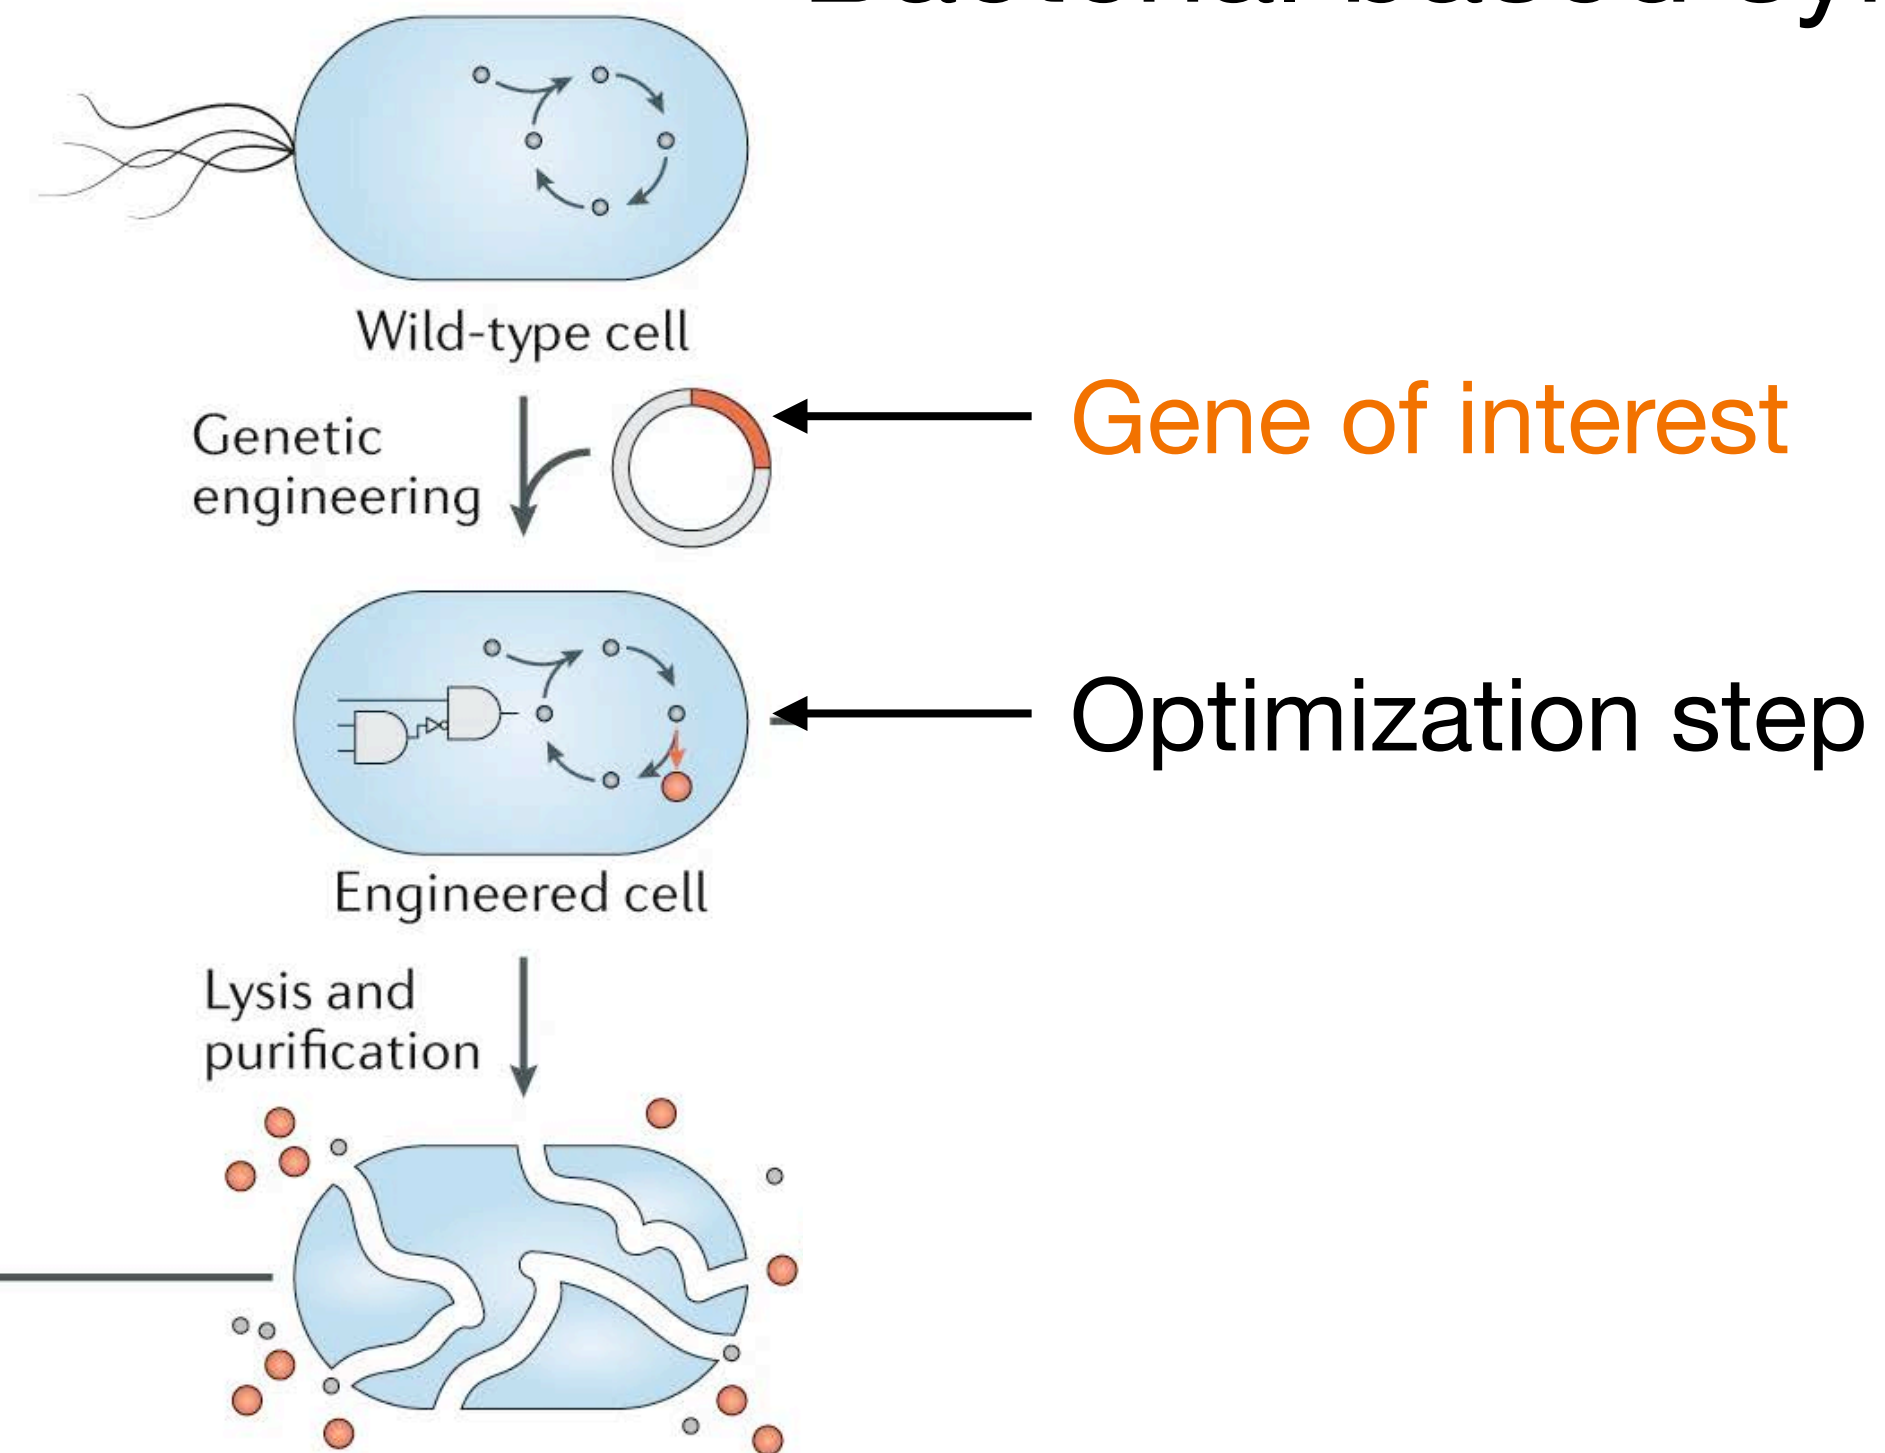 Wild-type cell
Genetic
engineering
Gene of interest
Optimization step
Engineered cell
Lysis and
purification